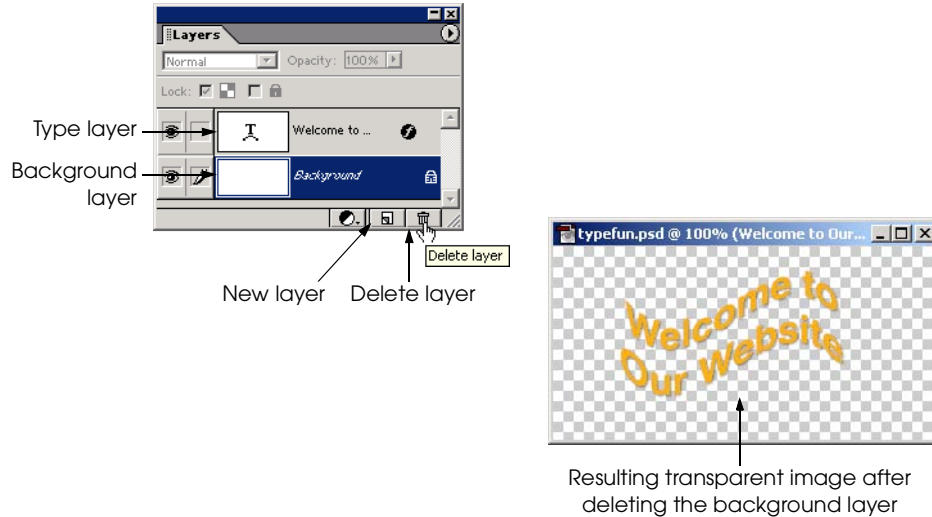 Layers
Normal
Opacity: 100%
Lock:
Type layer
T
Welcome to ...
f
Background
layer
Background
Delete layer
New layer
Delete layer
typefun.psd @ 100% (Welcome to Our...
Welcome to
Our Website
Resulting transparent image after
deleting the background layer